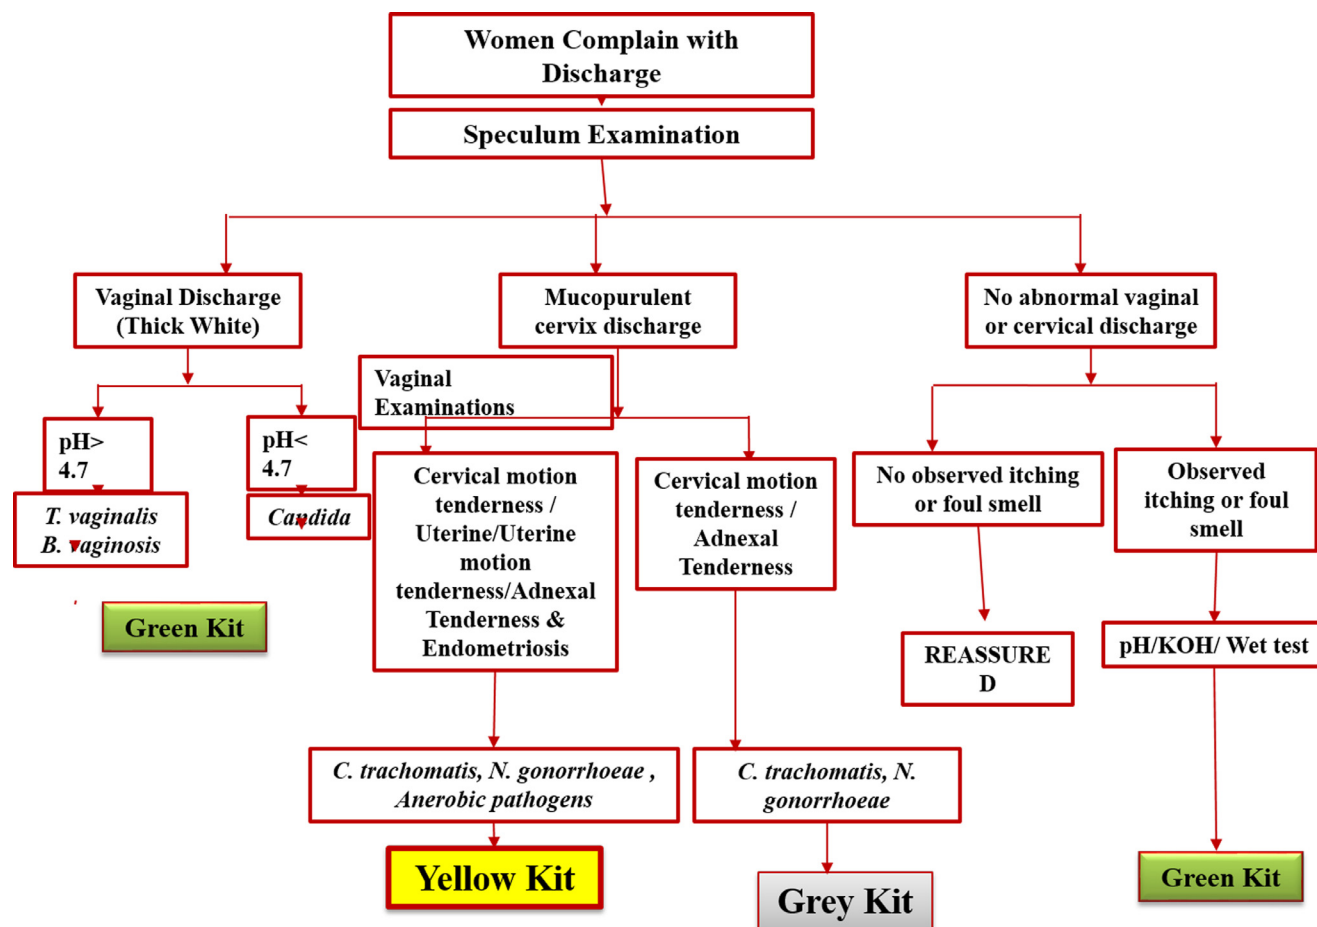 Women Complain with
Discharge
Speculum Examination
Vaginal Discharge
(Thick White)
Mucopurulent
cervix discharge
No abnormal vaginal
or cervical discharge
Vaginal
Examinations
pH>
4.7
pH<
4.7
T. vaginalis
B. vaginosis
Candida
Green Kit
Cervical motion
tenderness /
Uterine/Uterine
motion
tenderness/Adnexal
Tenderness &
Endometriosis
Cervical motion
tenderness /
Adnexal
Tenderness
No observed itching
or foul smell
Observed
itching or foul
smell
REASSURE
D
pH/KOH/ Wet test
C. trachomatis, N. gonorrhoeae ,
Anerobic pathogens
C. trachomatis, N.
gonorrhoeae
Yellow Kit
Grey Kit
Green Kit